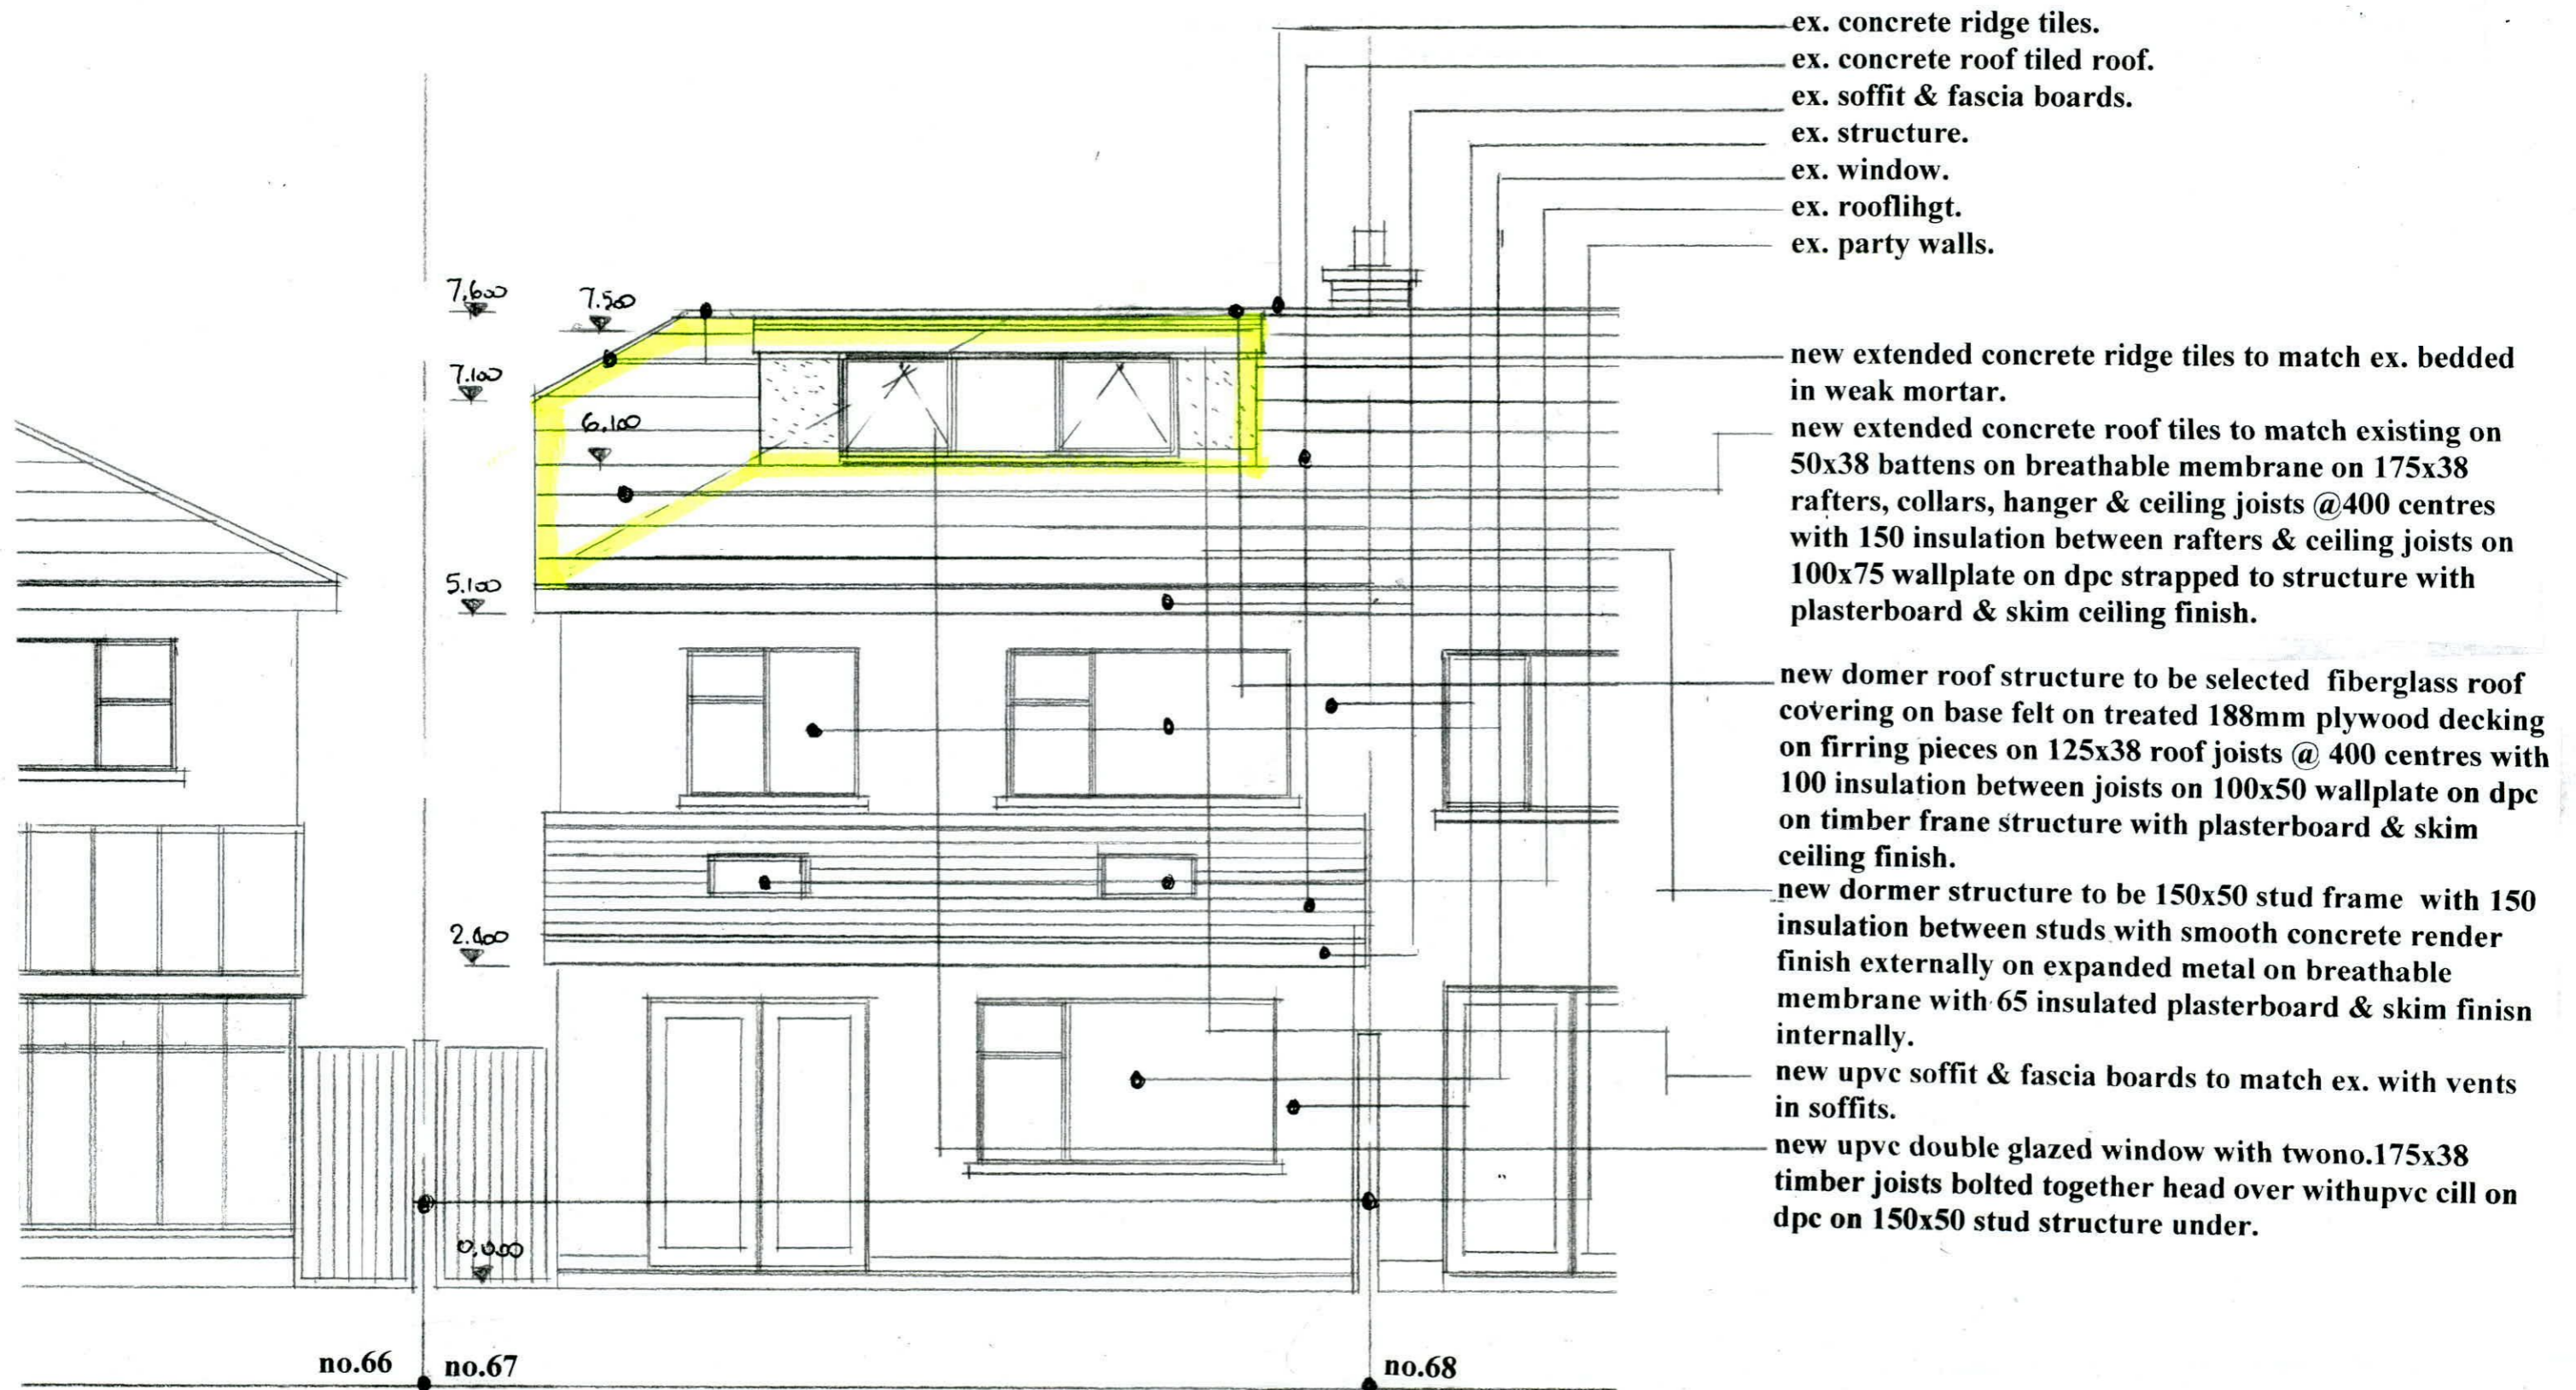 ex. concrete ridge tiles.
ex. concrete roof tiled roof.
ex. soffit & fascia boards.
ex. structure.
ex. window.
ex. rooflihgt.
ex. party walls.
7.600
7.500
7.100
6.100
5.100
new extended concrete ridge tiles to match ex. bedded
in weak mortar.
new extended concrete roof tiles to match existing on
50x38 battens on breathable membrane on 175x38
rafters, collars, hanger & ceiling joists @400 centres
with 150 insulation between rafters & ceiling joists on
100x75 wallplate on dpc strapped to structure with
plasterboard & skim ceiling finish.
new domer roof structure to be selected fiberglass roof
covering on base felt on treated 188mm plywood decking
on firring pieces on 125x38 roof joists @ 400 centres with
100 insulation between joists on 100x50 wallplate on dpc
on timber frane structure with plasterboard & skim
ceiling finish.
new dormer structure to be 150x50 stud frame with 150
insulation between studs with smooth concrete render
finish externally on expanded metal on breathable
membrane with 65 insulated plasterboard & skim finisn
internally.
new upvc soffit & fascia boards to match ex. with vents
in soffits.
new upvc double glazed window with twono.175x38
timber joists bolted together head over withupvc cill on
dpc on 150x50 stud structure under.
0.000
no.66
no.67
no.68